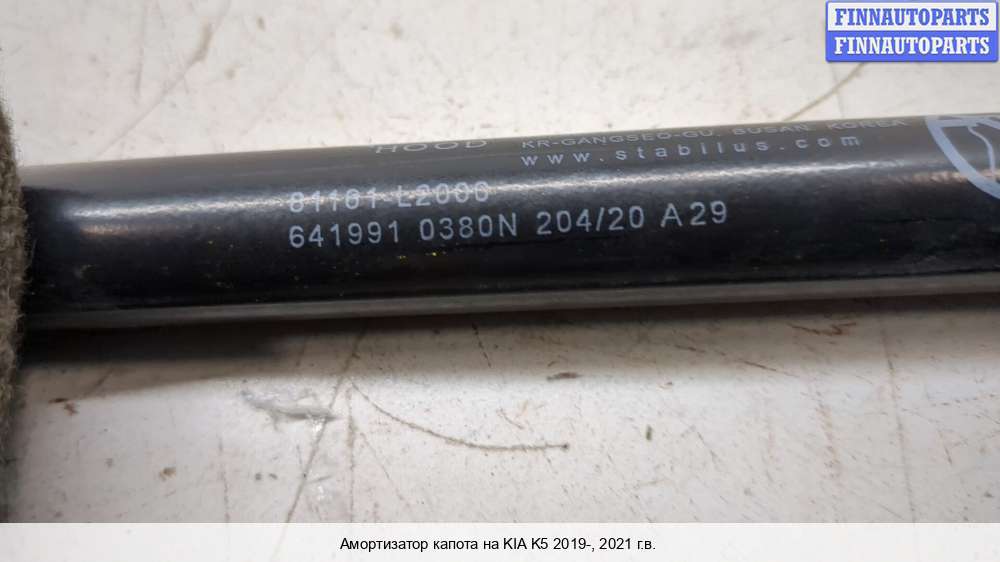 FINNAUTOPARTS
FINNAUTOPARTS
HOOD KR-GANGSEO-GU. BUSAN. KOREA
www.stabilus.com
81161-L2000
641991 0380N 204/20 A29
Амортизатор капота на KIA K5 2019-, 2021 г.в.